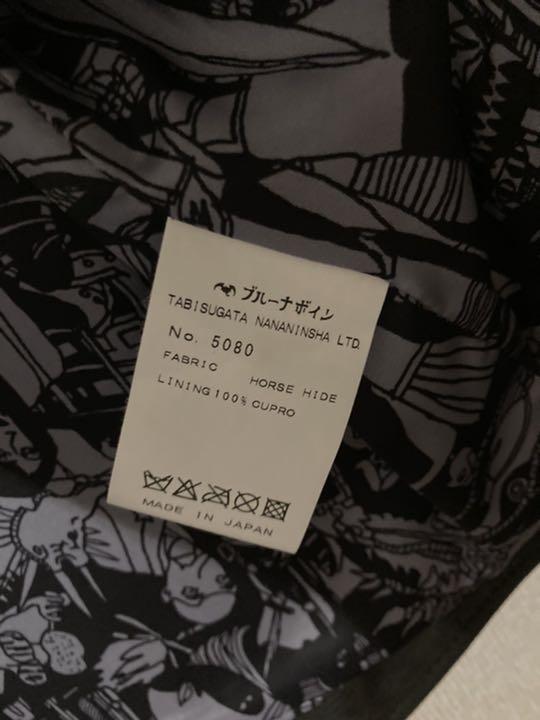 ブルーナボイン
TABISUGATA NANANINSHA LTD.
No. 5080
FABRIC HORSE HIDE
LINING 100% CUPRO
MADE IN JAPAN